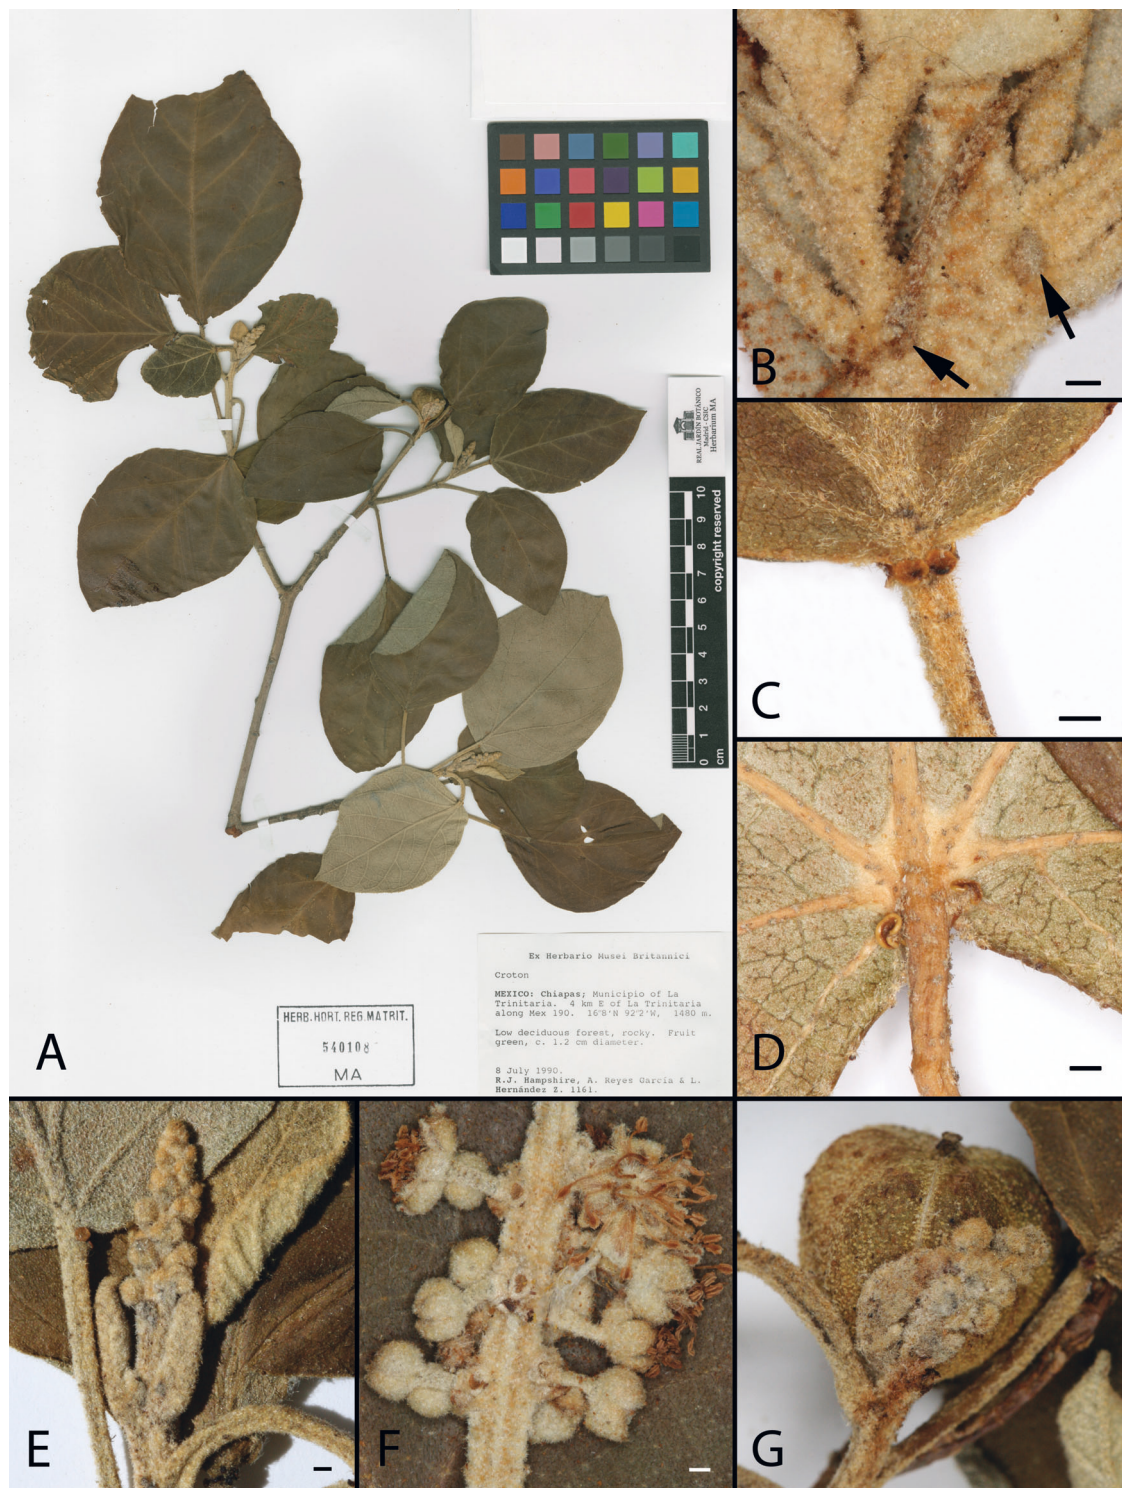 A
B
C
D
E
F
G
REAL JARDÍN BOTÁNICO
Madrid - CSIC
Herbarium MA
copyright reserved
10
9
8
7
6
5
4
3
2
1
0
cm
Ex Herbario Musei Britannici
Croton
MEXICO: Chiapas; Municipio of La
Trinitaria. 4 km E of La Trinitaria
along Mex 190. 16°8'N 92°2'W, 1480 m.
Low deciduous forest, rocky. Fruit
green, c. 1.2 cm diameter.
8 July 1990.
R.J. Hampshire, A. Reyes García & L.
Hernández Z. 1161.
HERB. HORT. REG. MATRIT.
540108
MA